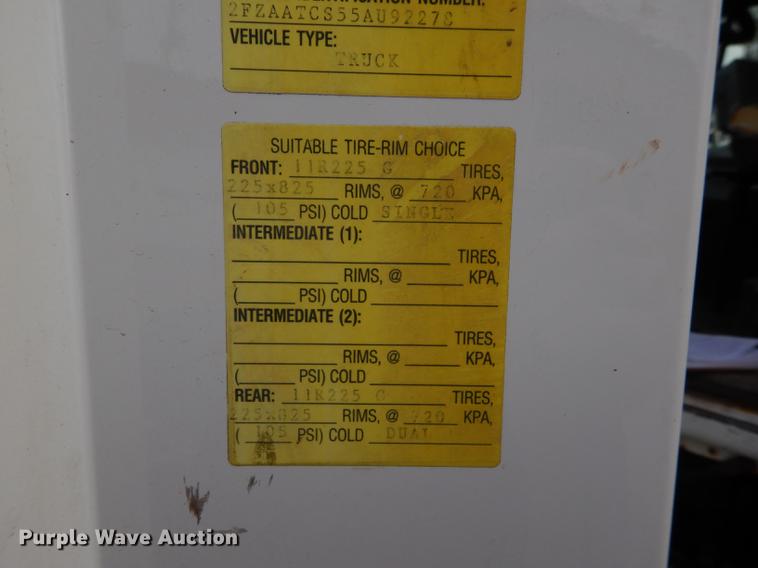 IDENTIFICATION NUMBER:
2FZAATCS55AU92278
VEHICLE TYPE:
TRUCK
SUITABLE TIRE-RIM CHOICE
FRONT: 11R225 G TIRES,
225x825 RIMS, @ 720 KPA,
( 105 PSI) COLD SINGLE
INTERMEDIATE (1):
TIRES,
RIMS, @ KPA,
( PSI) COLD
INTERMEDIATE (2):
TIRES,
RIMS, @ KPA,
( PSI) COLD
REAR: 11R225 G TIRES,
225x825 RIMS, @ 720 KPA,
( 105 PSI) COLD DUAL
Purple Wave Auction